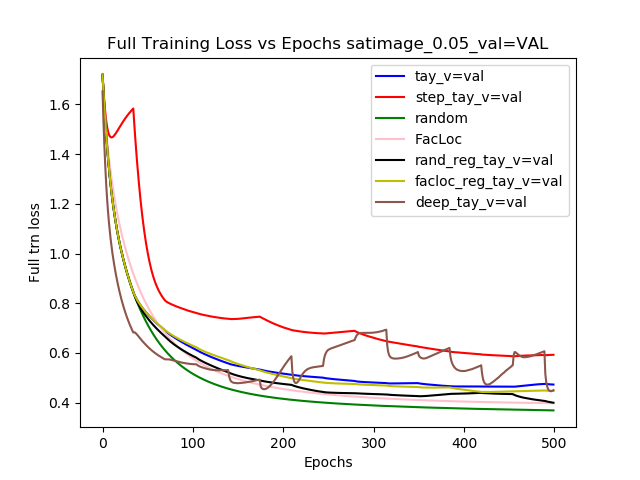 Full Training Loss vs Epochs satimage_0.05_val=VAL
tay_v=val
step_tay_v=val
random
FacLoc
rand_reg_tay_v=val
facloc_reg_tay_v=val
deep_tay_v=val
Full trn loss
1.6
1.4
1.2
1.0
0.8
0.6
0.4
0
100
200
300
400
500
Epochs